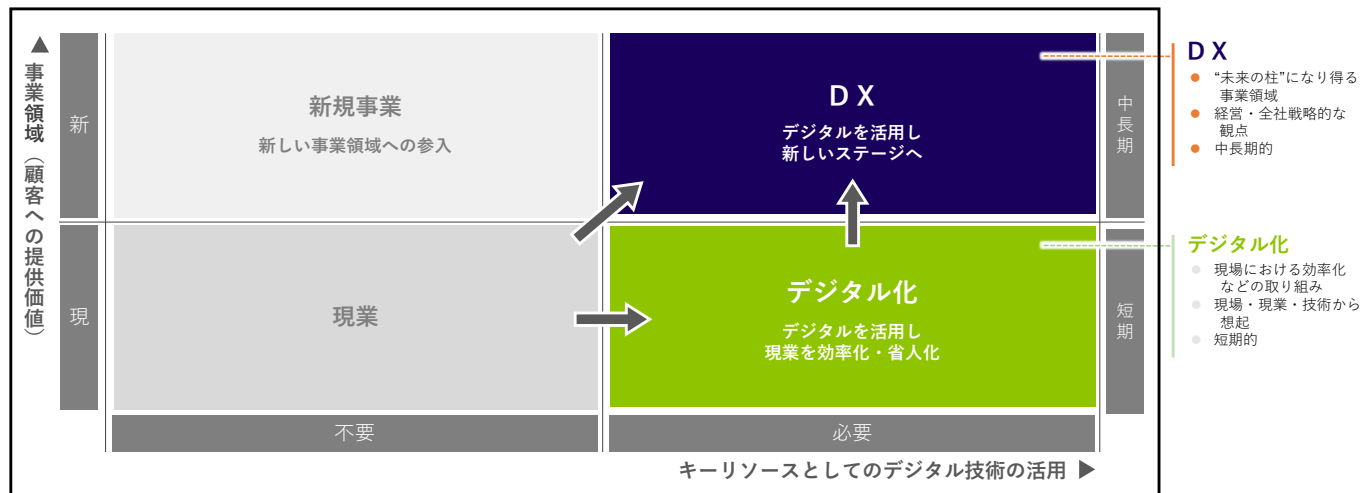 ▲ 事業領域（顧客への提供価値）
新
現
新規事業
新しい事業領域への参入
ＤＸ
デジタルを活用し
新しいステージへ
中長期
現業
デジタル化
デジタルを活用し
現業を効率化・省人化
短期
不要
必要
キーリソースとしてのデジタル技術の活用 ▶
ＤＸ
● “未来の柱”になり得る
事業領域
● 経営・全社戦略的な
観点
● 中長期的
デジタル化
● 現場における効率化
などの取り組み
● 現場・現業・技術から
想起
● 短期的